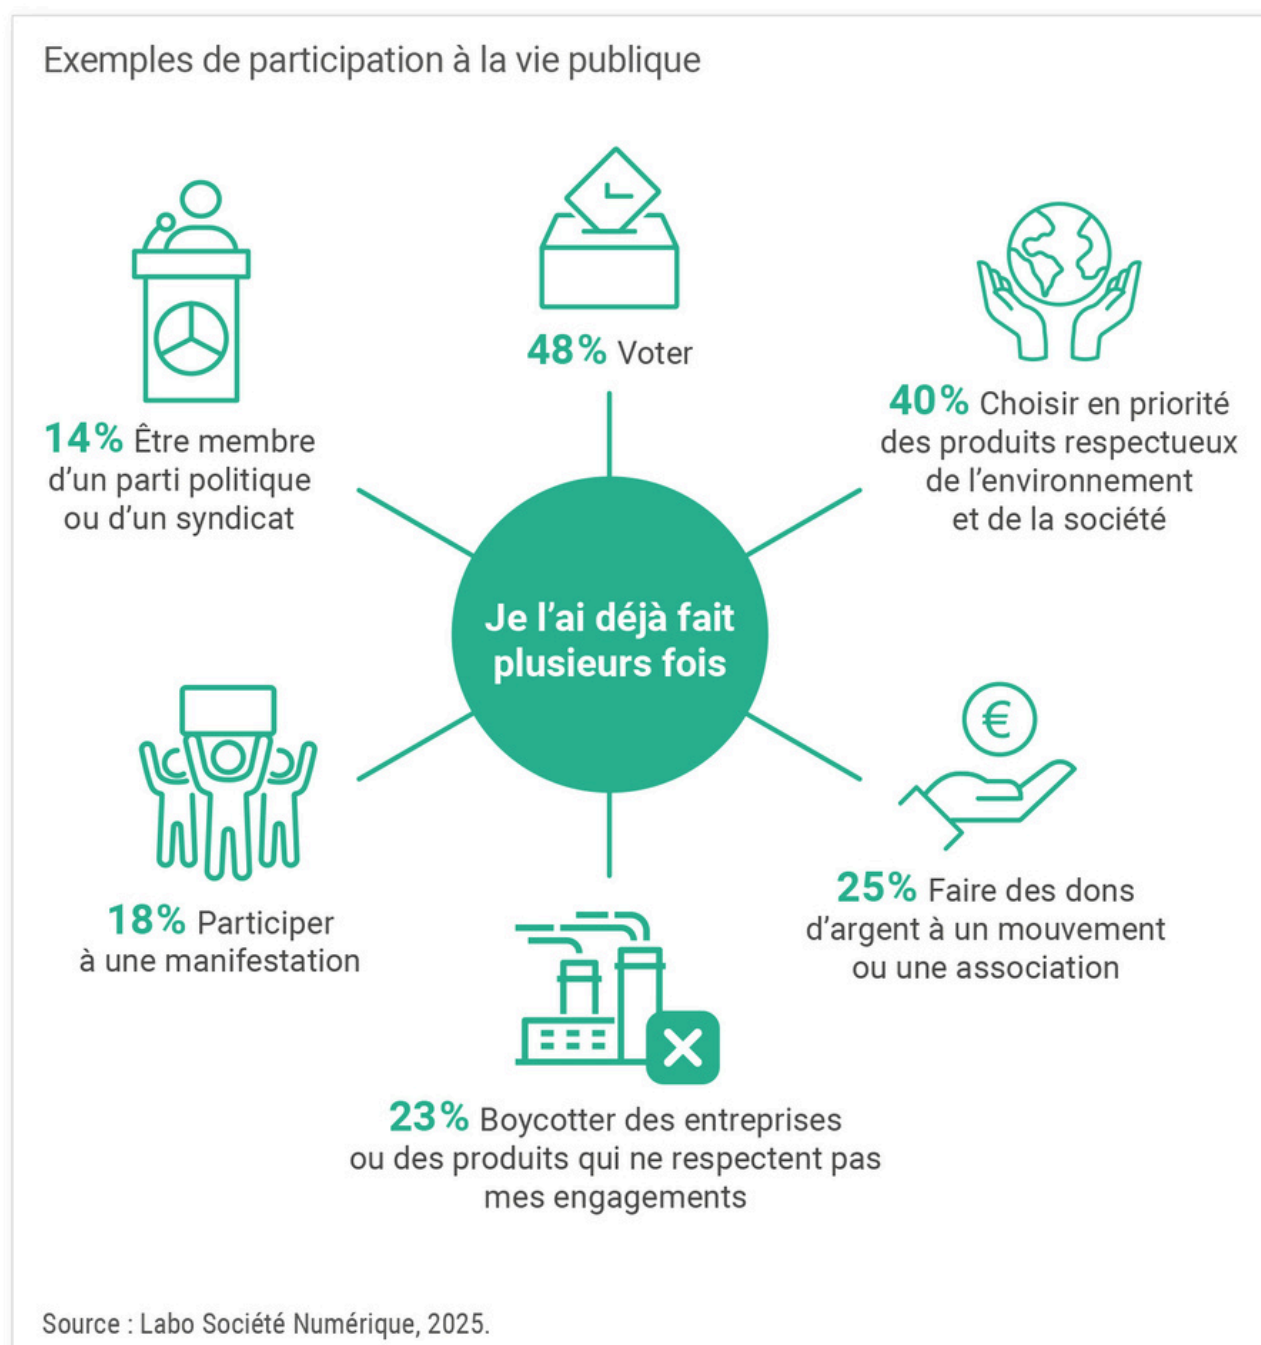 Exemples de participation à la vie publique
48% Voter
14% Être membre
d'un parti politique
ou d'un syndicat
40% Choisir en priorité
des produits respectueux
de l'environnement
et de la société
Je l'ai déjà fait
plusieurs fois
€
18% Participer
à une manifestation
25% Faire des dons
d'argent à un mouvement
ou une association
23% Boycotter des entreprises
ou des produits qui ne respectent pas
mes engagements
Source : Labo Société Numérique, 2025.